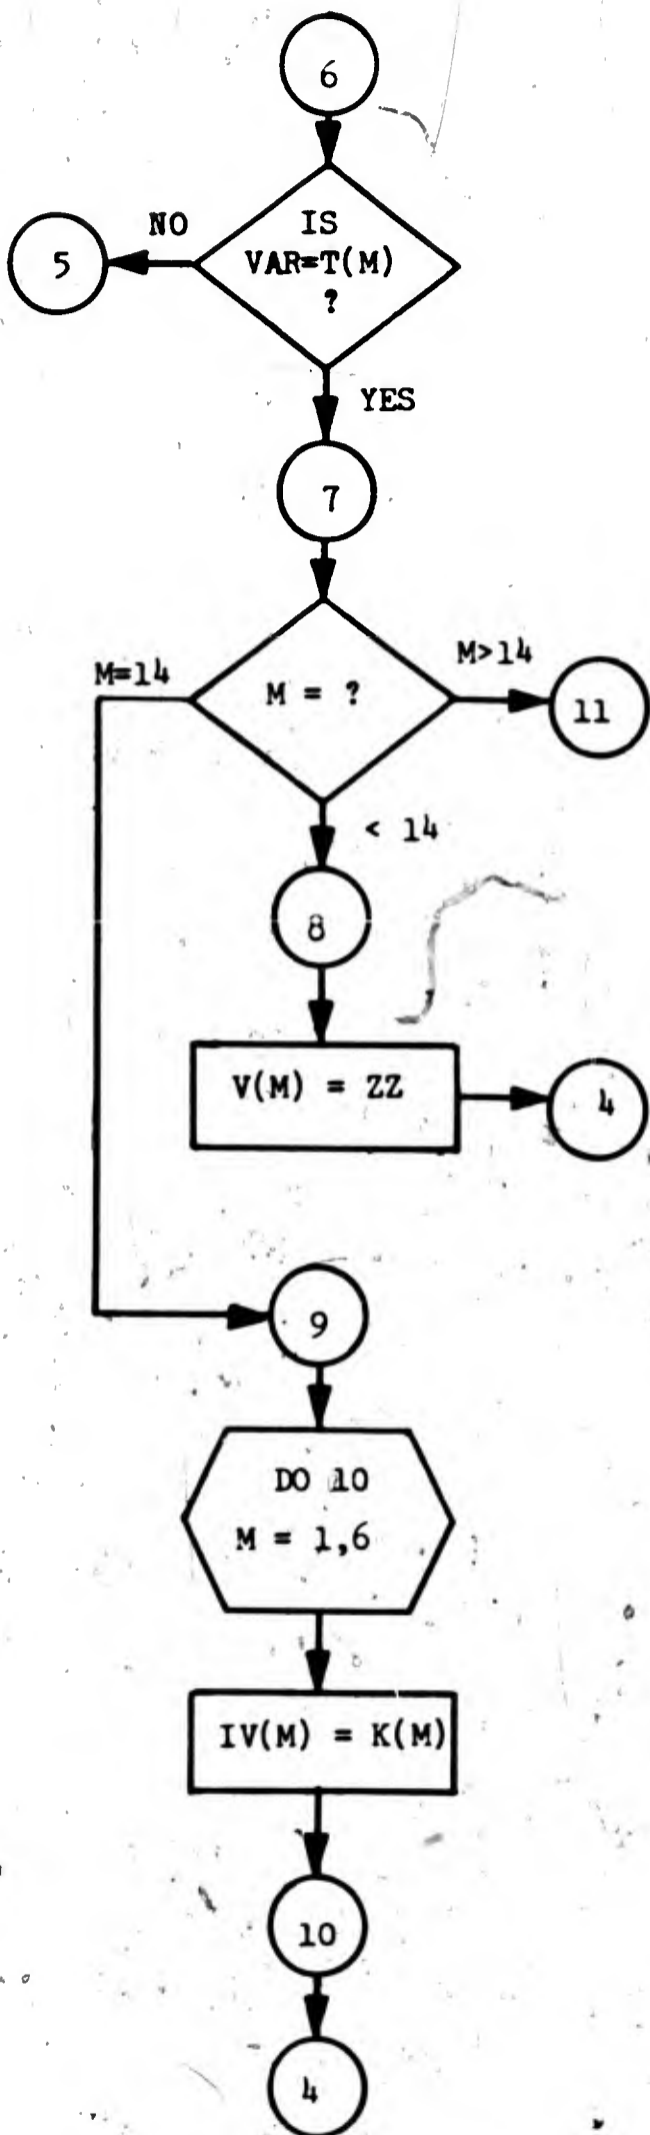 6
IS
VAR=T(M)
?
NO
5
YES
7
M = ?
M=14
M>14
11
< 14
8
V(M) = ZZ
4
9
DO 10
M = 1,6
IV(M) = K(M)
10
4